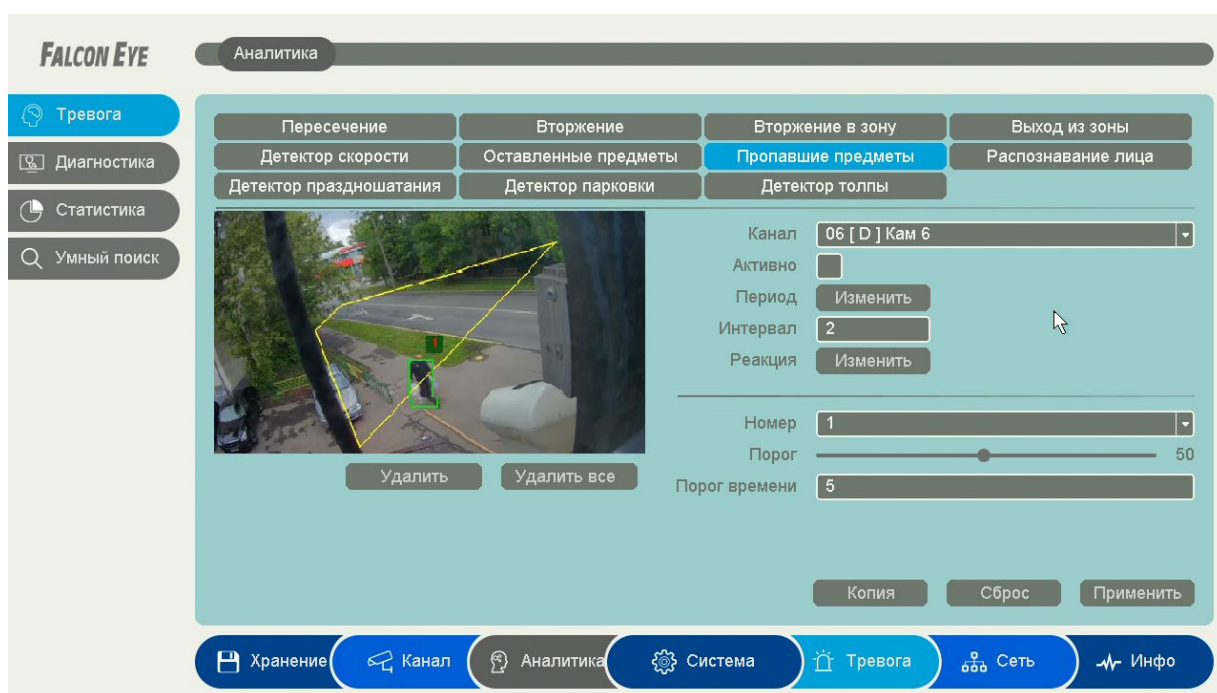 FALCON EYE
Аналитика
Тревога
Диагностика
Статистика
Умный поиск
Пересечение Вторжение Вторжение в зону Выход из зоны
Детектор скорости Оставленные предметы Пропавшие предметы Распознавание лица
Детектор праздношатания Детектор парковки Детектор толпы
1
Удалить Удалить все
Канал 06 [ D ] Кам 6
Активно
Период Изменить
Интервал 2
Реакция Изменить
Номер 1
Порог 50
Порог времени 5
Копия Сброс Применить
Хранение Канал Аналитика Система Тревога Сеть Инфо